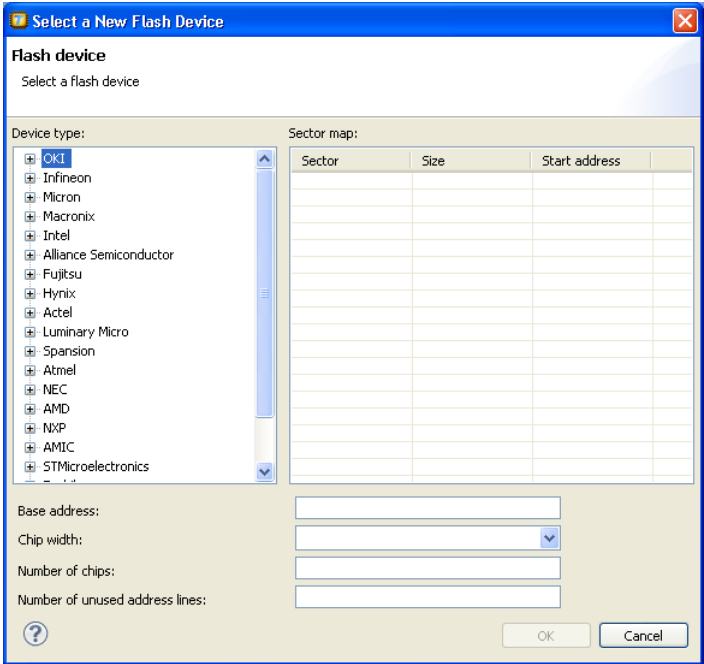 Select a New Flash Device
Flash device
Select a flash device
Device type:
Sector map:
OKI
Infineon
Micron
Macronix
Intel
Alliance Semiconductor
Fujitsu
Hynix
Actel
Luminary Micro
Spansion
Atmel
NEC
AMD
NXP
AMIC
STMicroelectronics
Sector Size Start address
Base address:
Chip width:
Number of chips:
Number of unused address lines:
?
OK Cancel